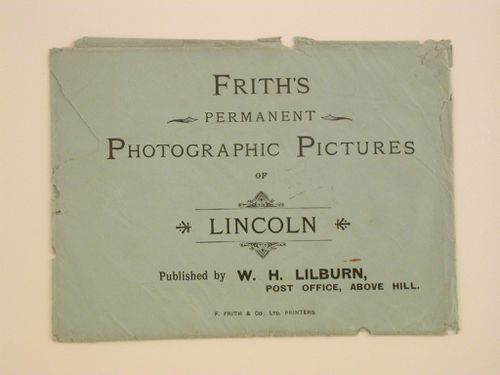 FRITH'S
PERMANENT
PHOTOGRAPHIC PICTURES
OF
LINCOLN
Published by W. H. LILBURN,
POST OFFICE, ABOVE HILL.
F. FRITH & CO., LTD. PRINTERS.